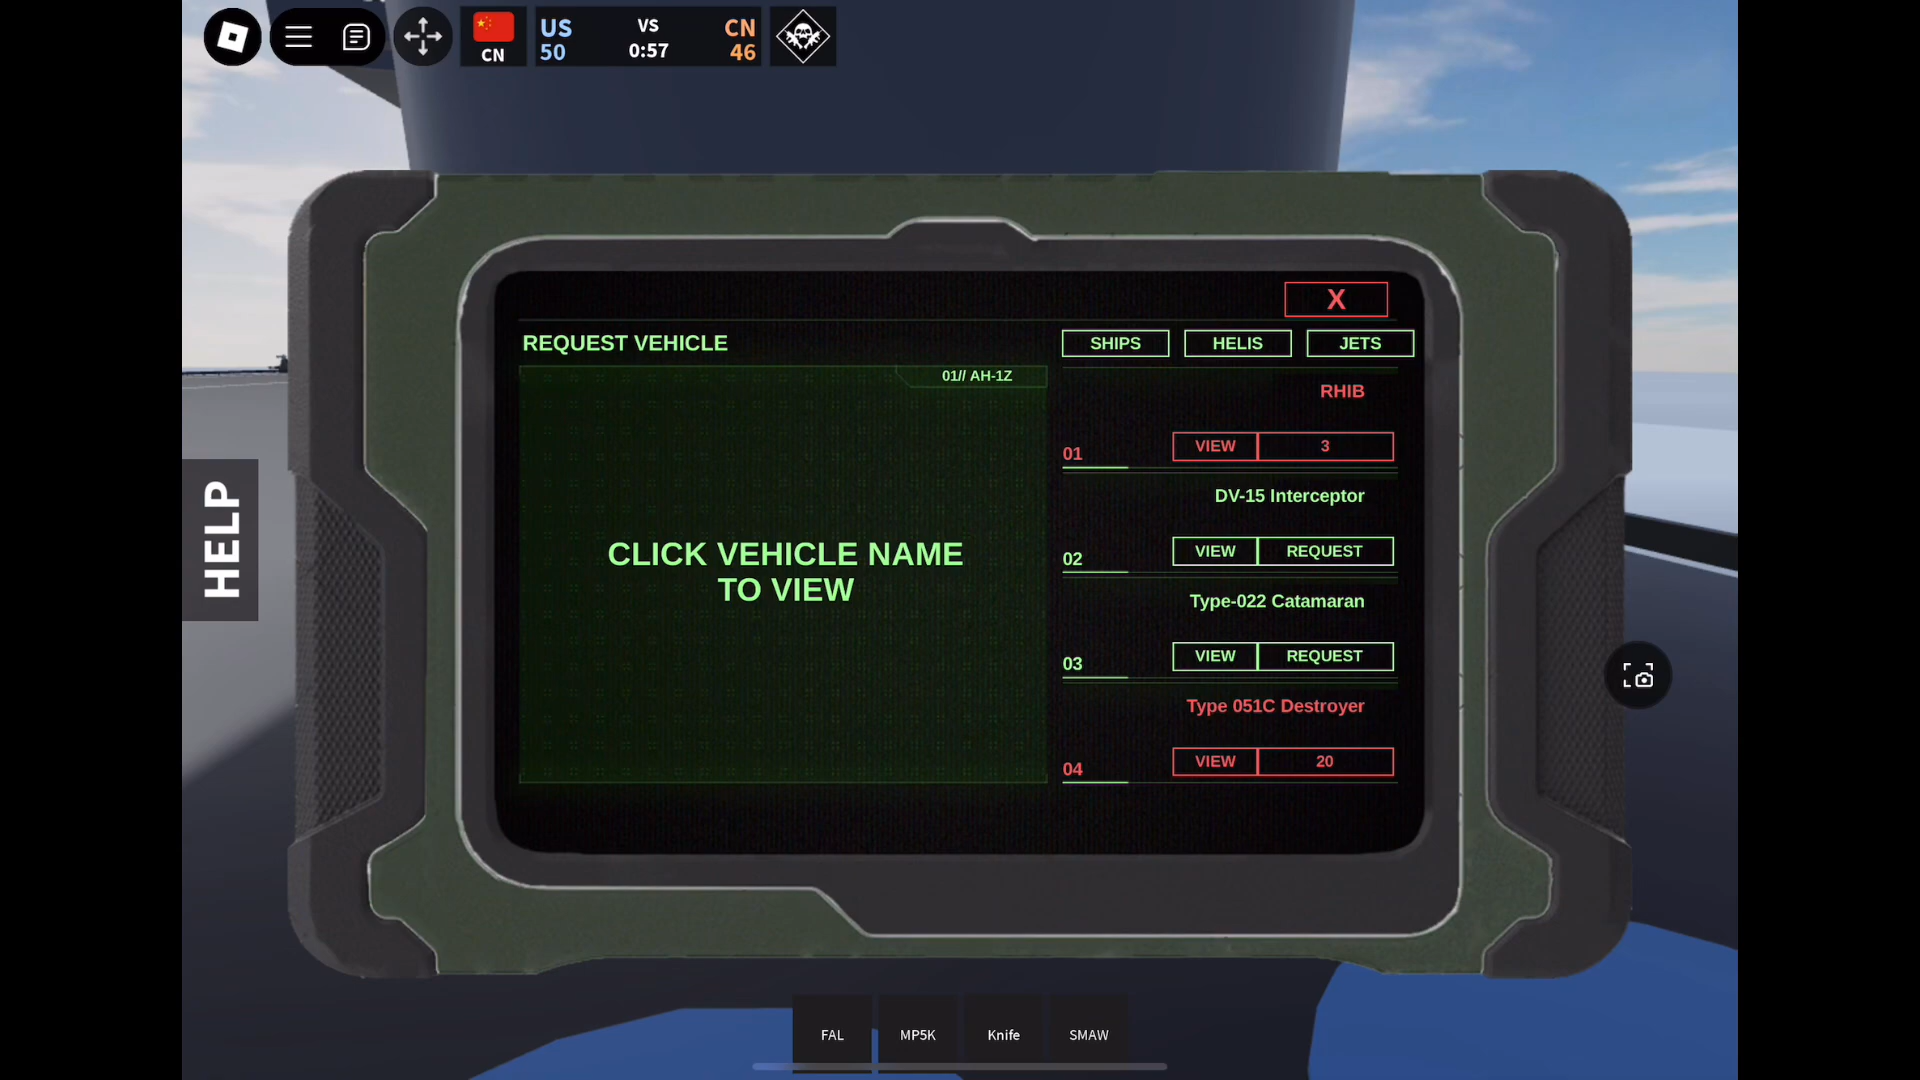 CN
US 50
VS
0:57
CN 46
HELP
X
REQUEST VEHICLE
SHIPS HELIS JETS
01// AH-1Z
CLICK VEHICLE NAME
TO VIEW
RHIB
01 VIEW 3
DV-15 Interceptor
02 VIEW REQUEST
Type-022 Catamaran
03 VIEW REQUEST
Type 051C Destroyer
04 VIEW 20
FAL MP5K Knife SMAW